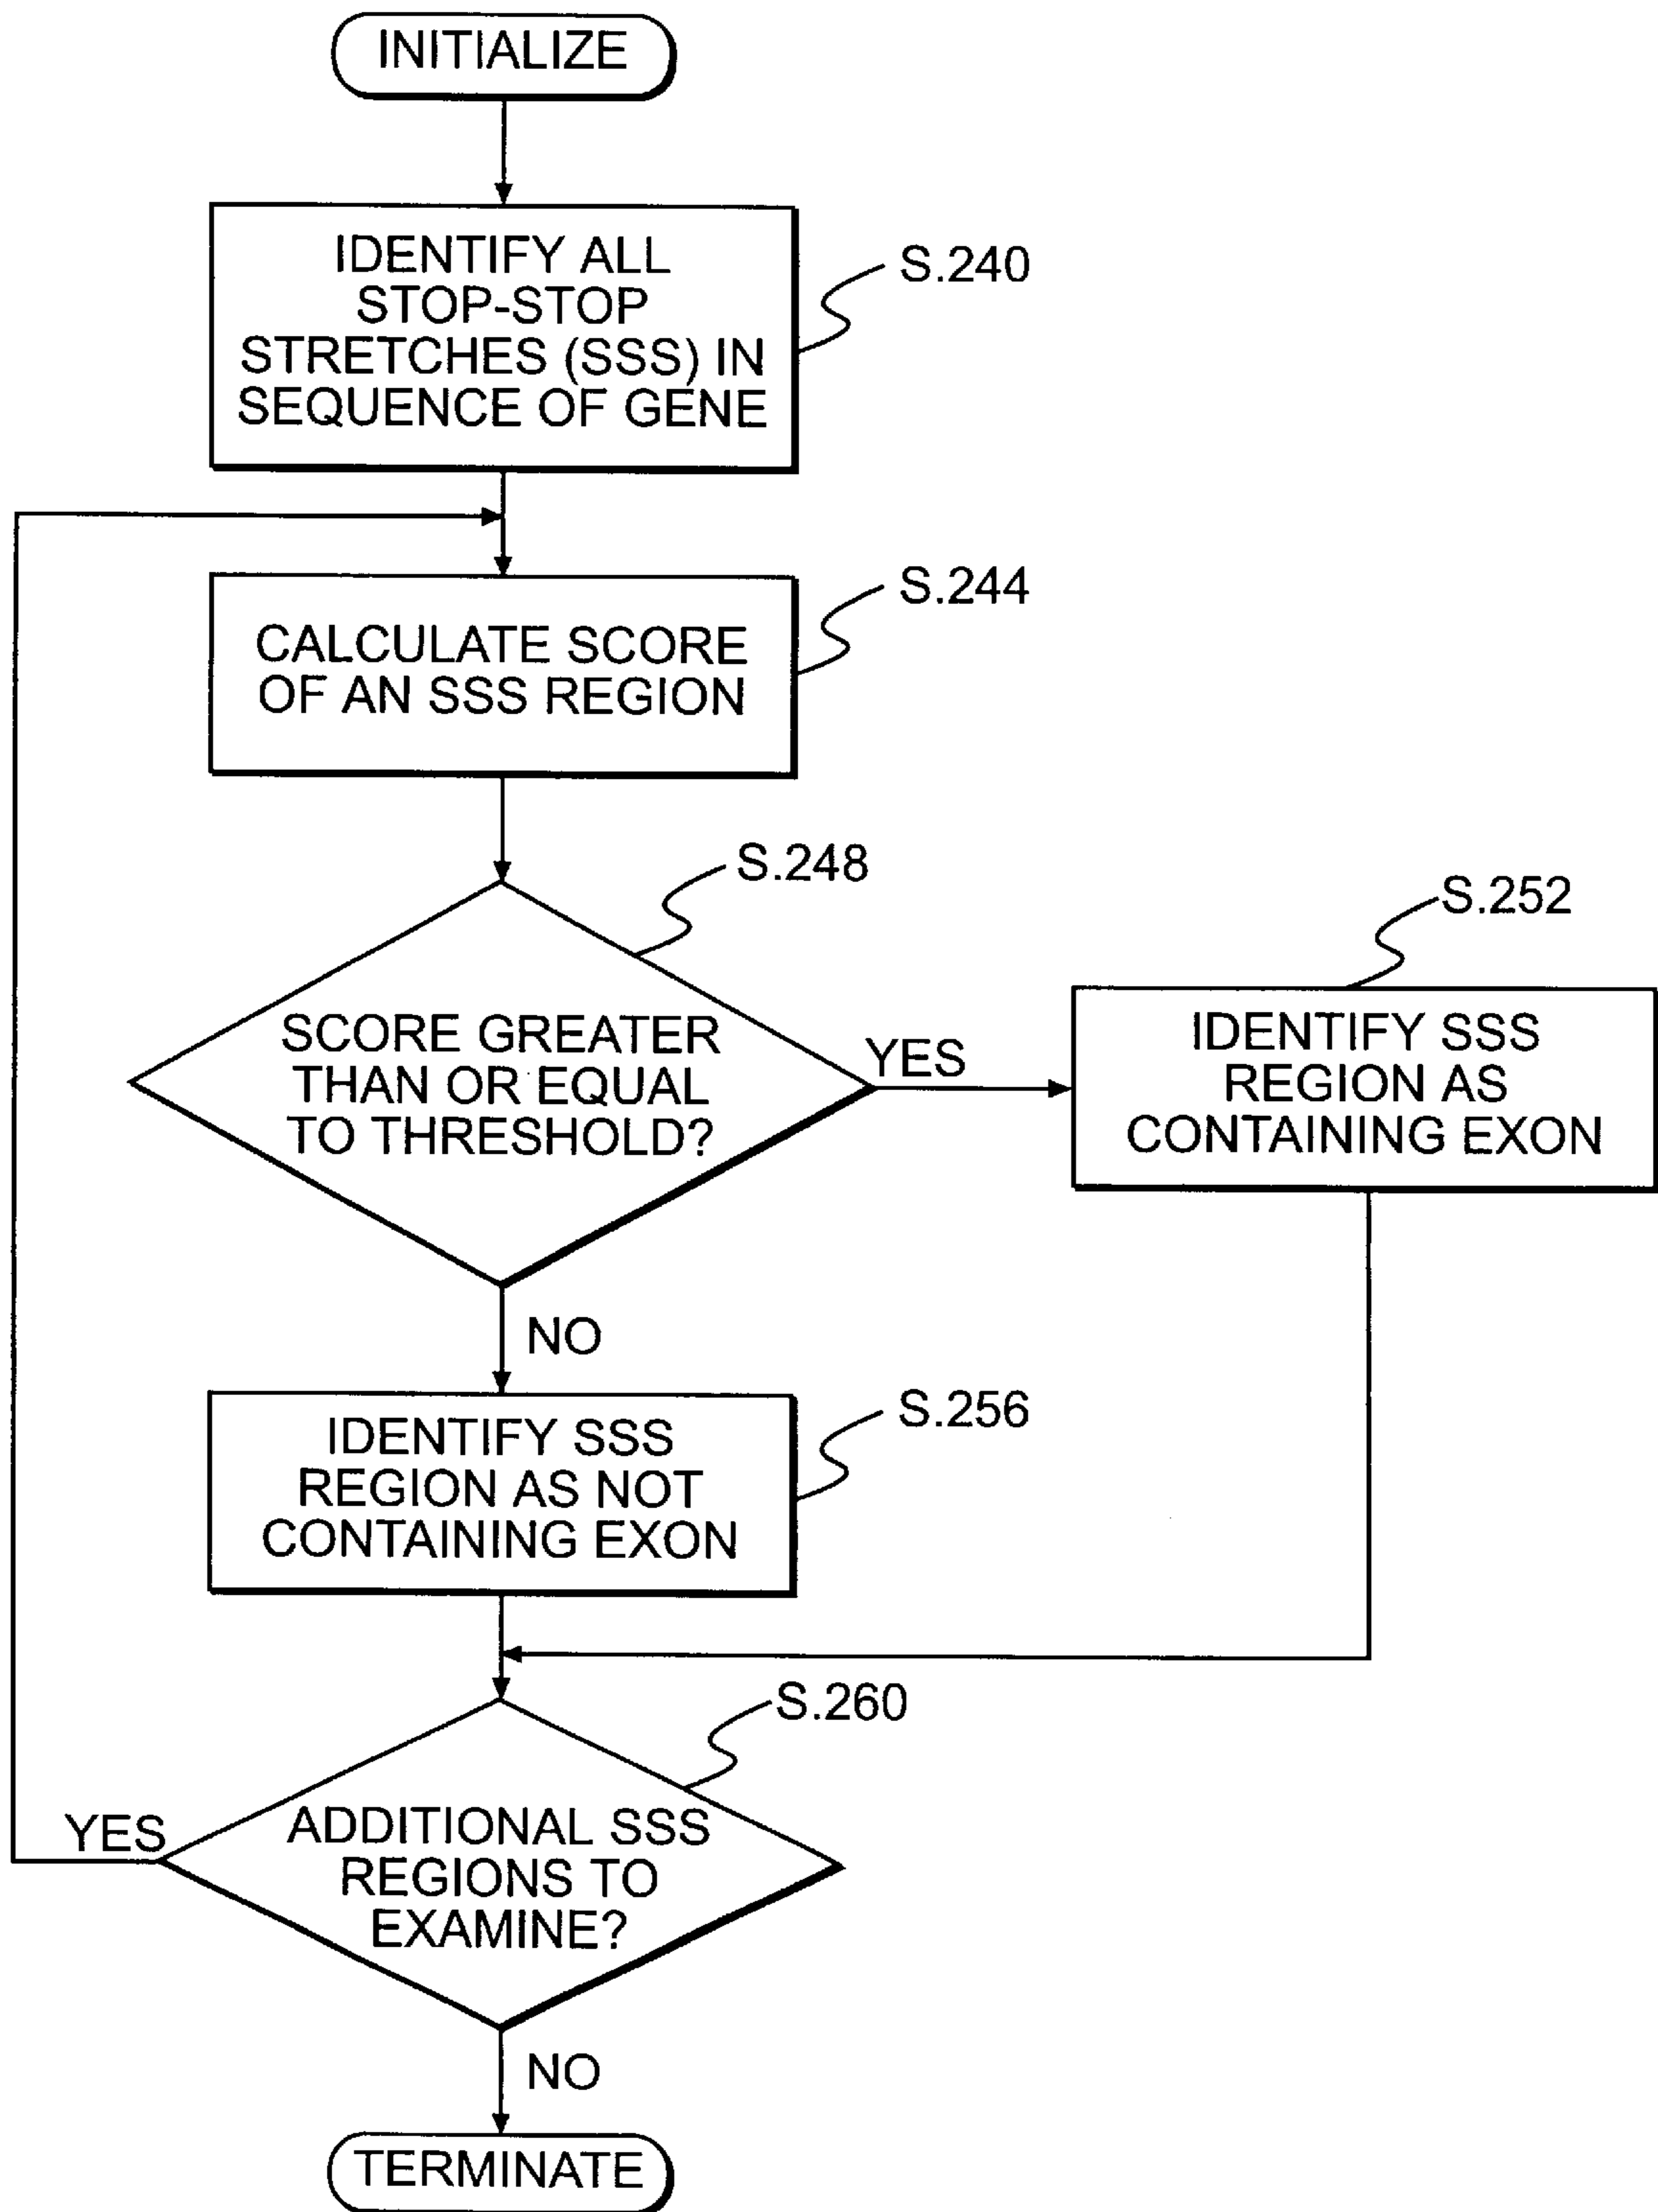 INITIALIZE
IDENTIFY ALL
STOP-STOP
STRETCHES (SSS) IN
SEQUENCE OF GENE
S.240
CALCULATE SCORE
OF AN SSS REGION
S.244
SCORE GREATER
THAN OR EQUAL
TO THRESHOLD?
S.248
YES
IDENTIFY SSS
REGION AS
CONTAINING EXON
S.252
NO
IDENTIFY SSS
REGION AS NOT
CONTAINING EXON
S.256
ADDITIONAL SSS
REGIONS TO
EXAMINE?
S.260
YES
NO
TERMINATE